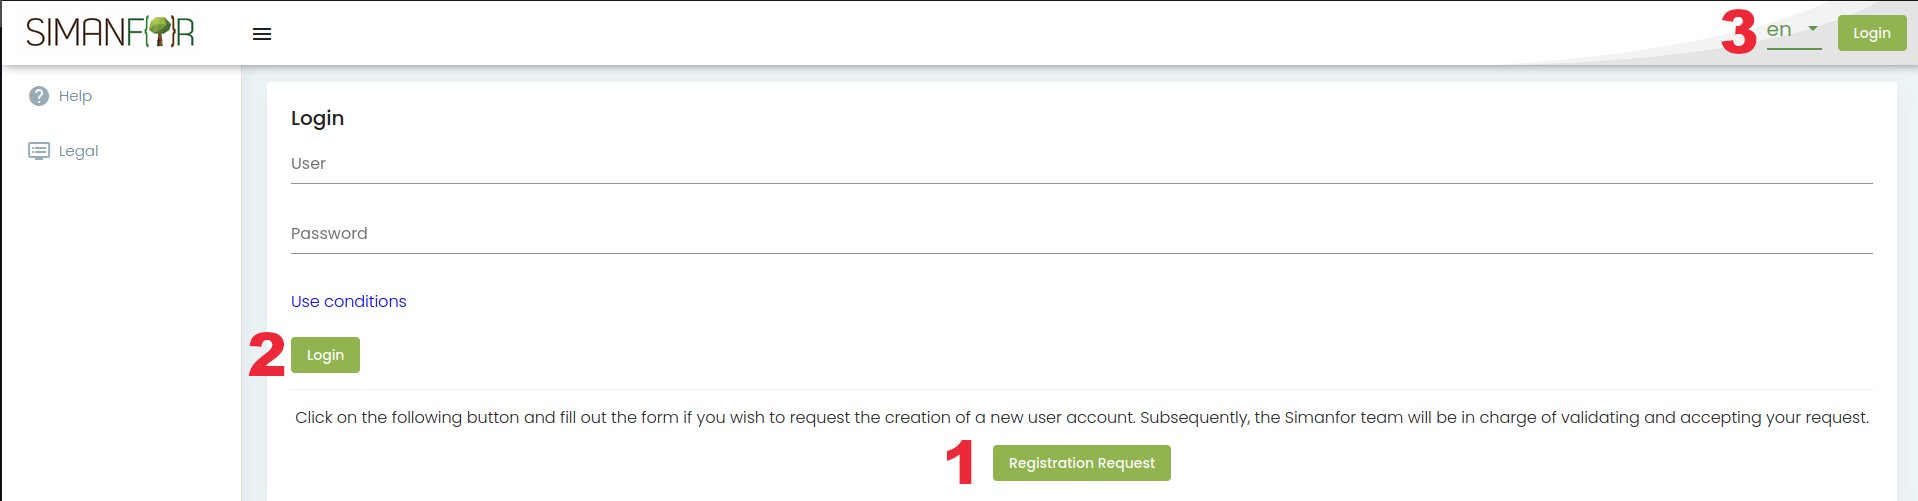 SIMANFOR
3 en Login
Help
Legal
Login
User
Password
Use conditions
2 Login
Click on the following button and fill out the form if you wish to request the creation of a new user account. Subsequently, the Simanfor team will be in charge of validating and accepting your request.
1 Registration Request